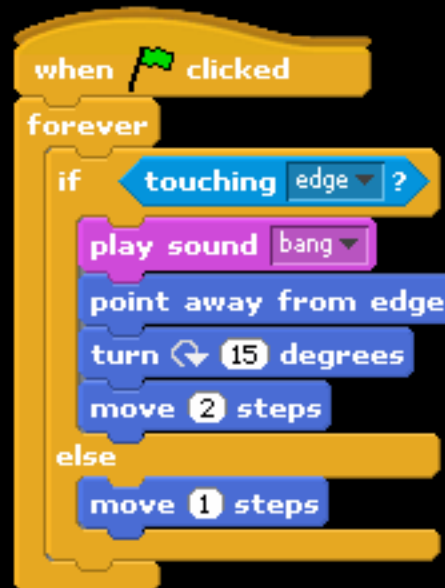 when clicked
forever
if touching edge ?
play sound bang
point away from edge
turn 15 degrees
move 2 steps
else
move 1 steps